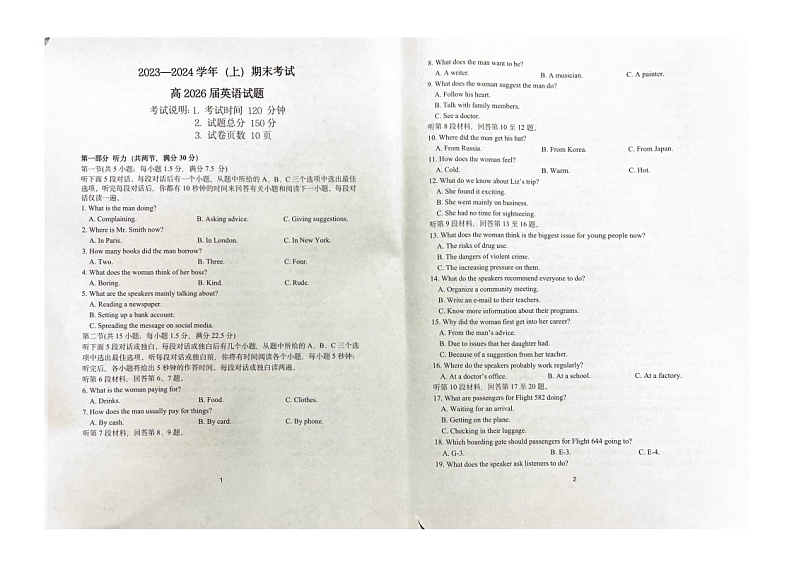 2023—2024 学年（上）期末考试
高 2026 届英语试题
考试说明: 1. 考试时间 120 分钟
2. 试题总分 150 分
3. 试卷页数 10 页
第一部分 听力（共两节，满分 30 分）
第一节(共 5 小题；每小题 1.5 分，满分 7.5 分)
听下面 5 段对话。每段对话后有一个小题，从题中所给的 A、B、C 三个选项中选出最佳
选项。听完每段对话后，你都有 10 秒钟的时间来回答有关小题和阅读下一小题。每段对
话仅读一遍。
1. What is the man doing?
A. Complaining. B. Asking advice. C. Giving suggestions.
2. Where is Mr. Smith now?
A. In Paris. B. In London. C. In New York.
3. How many books did the man borrow?
A. Two. B. Three. C. Four.
4. What does the woman think of her boss?
A. Boring. B. Kind. C. Rude.
5. What are the speakers mainly talking about?
A. Reading a newspaper.
B. Setting up a bank account.
C. Spreading the message on social media.
第二节(共 15 小题；每小题 1.5 分，满分 22.5 分)
听下面 5 段对话或独白。每段对话或独白后有几个小题，从题中所给的 A、B、C 三个选
项中选出最佳选项。听每段对话或独白前，你将有时间阅读各个小题，每小题 5 秒钟；
听完后，各小题将给出 5 秒钟的作答时间。每段对话或独白读两遍。
听第 6 段材料，回答第 6、7 题。
6. What is the woman paying for?
A. Drinks. B. Food. C. Clothes.
7. How does the man usually pay for things?
A. By cash. B. By card. C. By phone.
听第 7 段材料，回答第 8、9 题。
1
8. What does the man want to be?
A. A writer. B. A musician. C. A painter.
9. What does the woman suggest the man do?
A. Follow his heart.
B. Talk with family members.
C. See a doctor.
听第 8 段材料，回答第 10 至 12 题。
10. Where did the man get his hat?
A. From Russia. B. From Korea. C. From Japan.
11. How does the woman feel?
A. Cold. B. Warm. C. Hot.
12. What do we know about Liz's trip?
A. She found it exciting.
B. She went mainly on business.
C. She had no time for sightseeing.
听第 9 段材料，回答第 13 至 16 题。
13. What does the woman think is the biggest issue for young people now?
A. The risks of drug use.
B. The dangers of violent crime.
C. The increasing pressure on them.
14. What do the speakers recommend everyone to do?
A. Organize a community meeting.
B. Write an e-mail to their teachers.
C. Know more information about their programs.
15. Why did the woman first get into her career?
A. From the man's advice.
B. Due to issues that her daughter had.
C. Because of a suggestion from her teacher.
16. Where do the speakers probably work regularly?
A. At a doctor's office. B. At a school. C. At a factory.
听第 10 段材料，回答第 17 至 20 题。
17. What are passengers for Flight 582 doing?
A. Waiting for an arrival.
B. Getting on the plane.
C. Checking in their luggage.
18. Which boarding gate should passengers for Flight 644 going to?
A. G-3. B. E-3. C. E-4.
19. What does the speaker ask listeners to do?
2